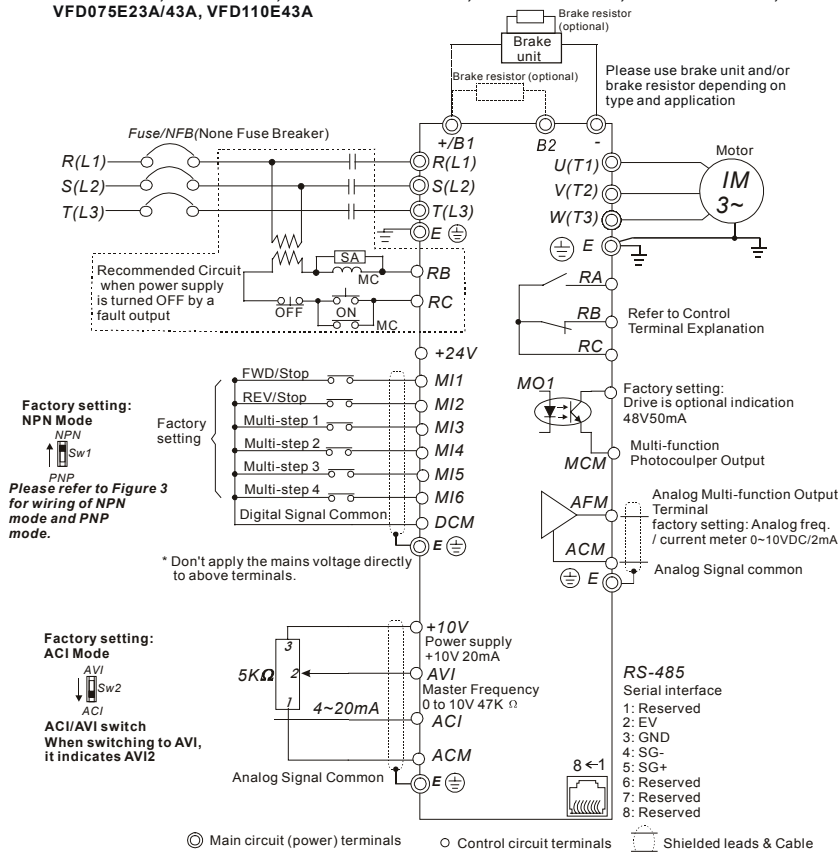 VFD075E23A/43A, VFD110E43A
Brake resistor
(optional)
Brake
unit
Brake resistor (optional)
Please use brake unit and/or
brake resistor depending on
type and application
Fuse/NFB(None Fuse Breaker)
+/B1
B2
-
R(L1)
R(L1)
S(L2)
S(L2)
T(L3)
T(L3)
E
U(T1)
V(T2)
W(T3)
E
Motor
IM
3~
Recommended Circuit
when power supply
is turned OFF by a
fault output
SA
MC
OFF
ON
MC
RB
RC
RA
RB
RC
Refer to Control
Terminal Explanation
+24V
FWD/Stop
MI1
REV/Stop
MI2
Multi-step 1
MI3
Multi-step 2
MI4
Multi-step 3
MI5
Multi-step 4
MI6
Digital Signal Common
DCM
E
Factory
setting
Factory setting:
NPN Mode
NPN
Sw1
PNP
Please refer to Figure 3
for wiring of NPN
mode and PNP
mode.
* Don't apply the mains voltage directly
to above terminals.
MO1
Factory setting:
Drive is optional indication
48V50mA
Multi-function
Photocoulper Output
MCM
AFM
Analog Multi-function Output
Terminal
factory setting: Analog freq.
/ current meter 0~10VDC/2mA
ACM
Analog Signal common
E
Factory setting:
ACI Mode
AVI
Sw2
ACI
ACI/AVI switch
When switching to AVI,
it indicates AVI2
5KΩ
3
2
1
4~20mA
+10V
Power supply
+10V 20mA
AVI
Master Frequency
0 to 10V 47K Ω
ACI
ACM
Analog Signal Common
E
RS-485
Serial interface
1: Reserved
2: EV
3: GND
4: SG-
5: SG+
6: Reserved
7: Reserved
8: Reserved
8←1
Main circuit (power) terminals
Control circuit terminals
Shielded leads & Cable